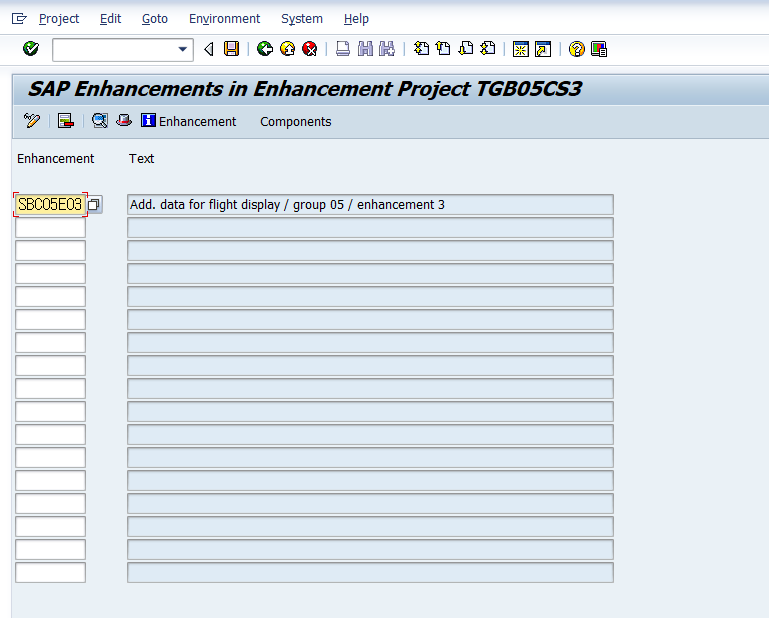 Project Edit Goto Environment System Help
SAP Enhancements in Enhancement Project TGB05CS3
Enhancement Components
Enhancement Text
SBC05E03 Add. data for flight display / group 05 / enhancement 3